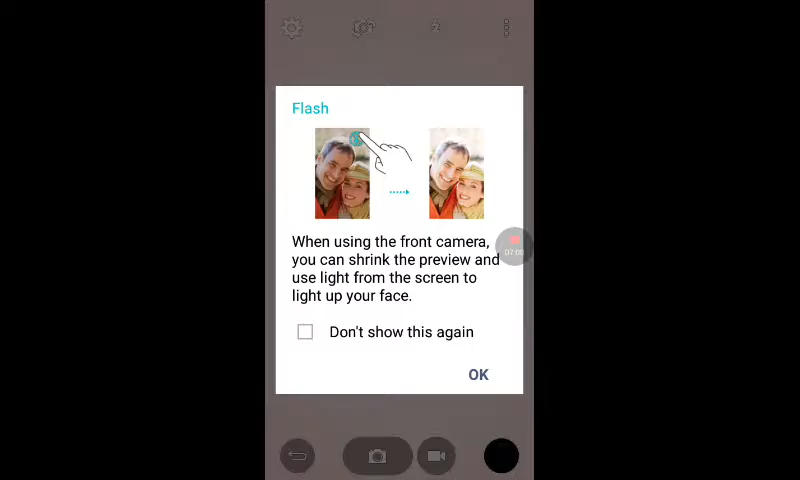 Flash
When using the front camera,
you can shrink the preview and
use light from the screen to
light up your face.
Don't show this again
OK